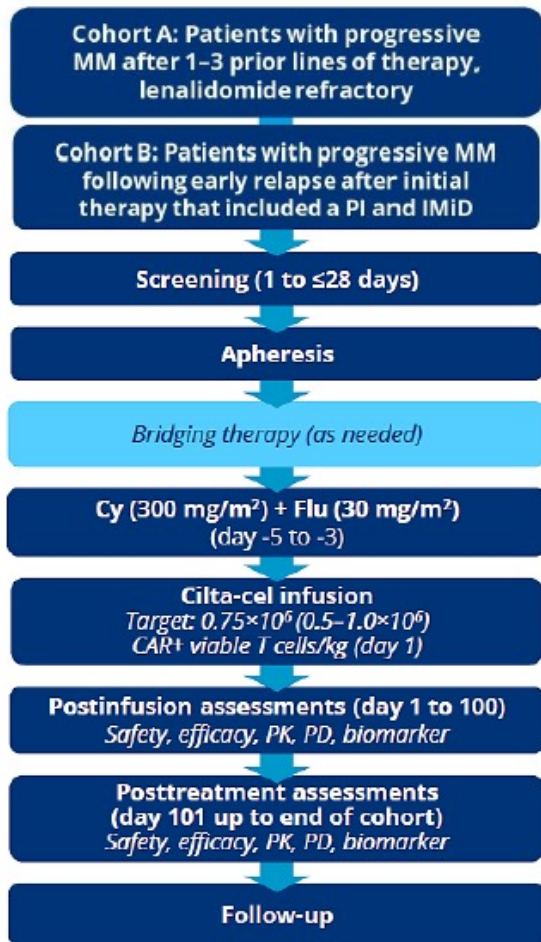 Cohort A: Patients with progressive
MM after 1–3 prior lines of therapy,
lenalidomide refractory
Cohort B: Patients with progressive MM
following early relapse after initial
therapy that included a PI and IMiD
Screening (1 to ≤28 days)
Apheresis
Bridging therapy (as needed)
Cy (300 mg/m²) + Flu (30 mg/m²)
(day -5 to -3)
Cilta-cel infusion
Target: 0.75×10⁶ (0.5–1.0×10⁶)
CAR+ viable T cells/kg (day 1)
Postinfusion assessments (day 1 to 100)
Safety, efficacy, PK, PD, biomarker
Posttreatment assessments
(day 101 up to end of cohort)
Safety, efficacy, PK, PD, biomarker
Follow-up